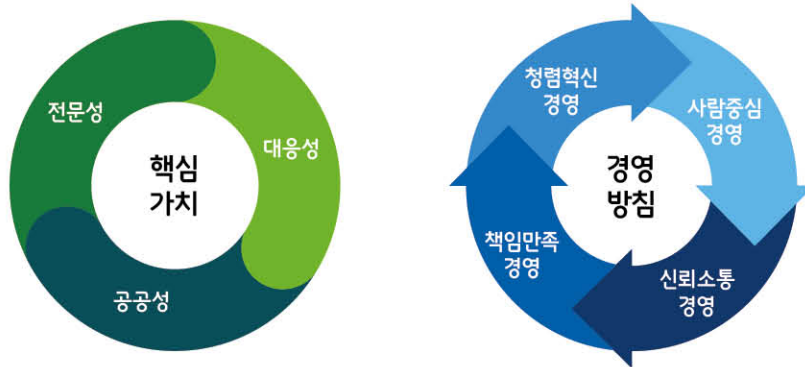 전문성
대응성
공공성
핵심
가치
청렴혁신
경영
사람중심
경영
신뢰소통
경영
책임만족
경영
경영
방침